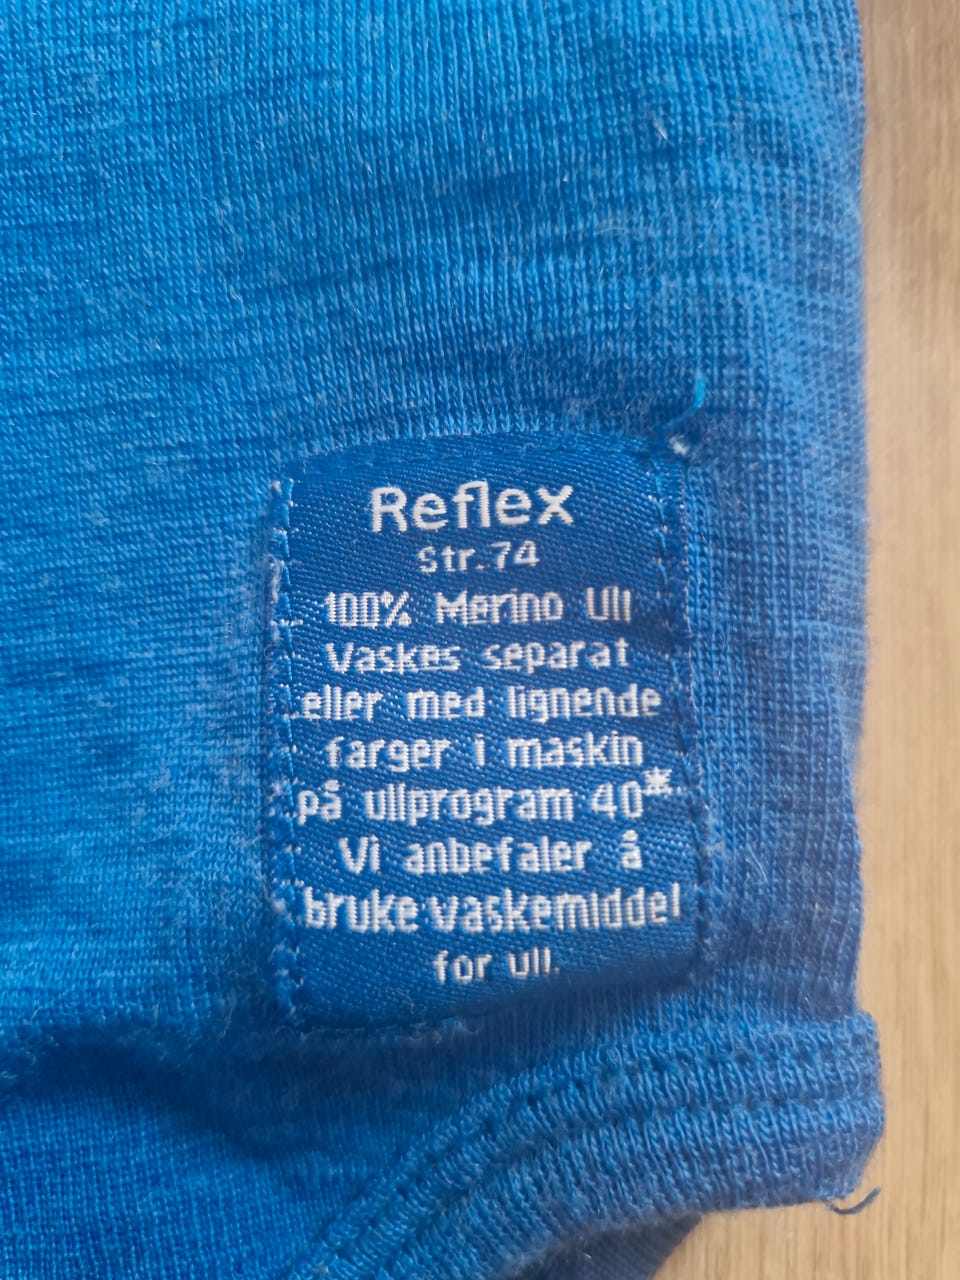 Reflex
Str.74
100% Merino Ull
Vaskes separat
eller med lignende
farger i maskin
på ullprogram 40*.
Vi anbefaler å
bruke vaskemiddel
for ull.